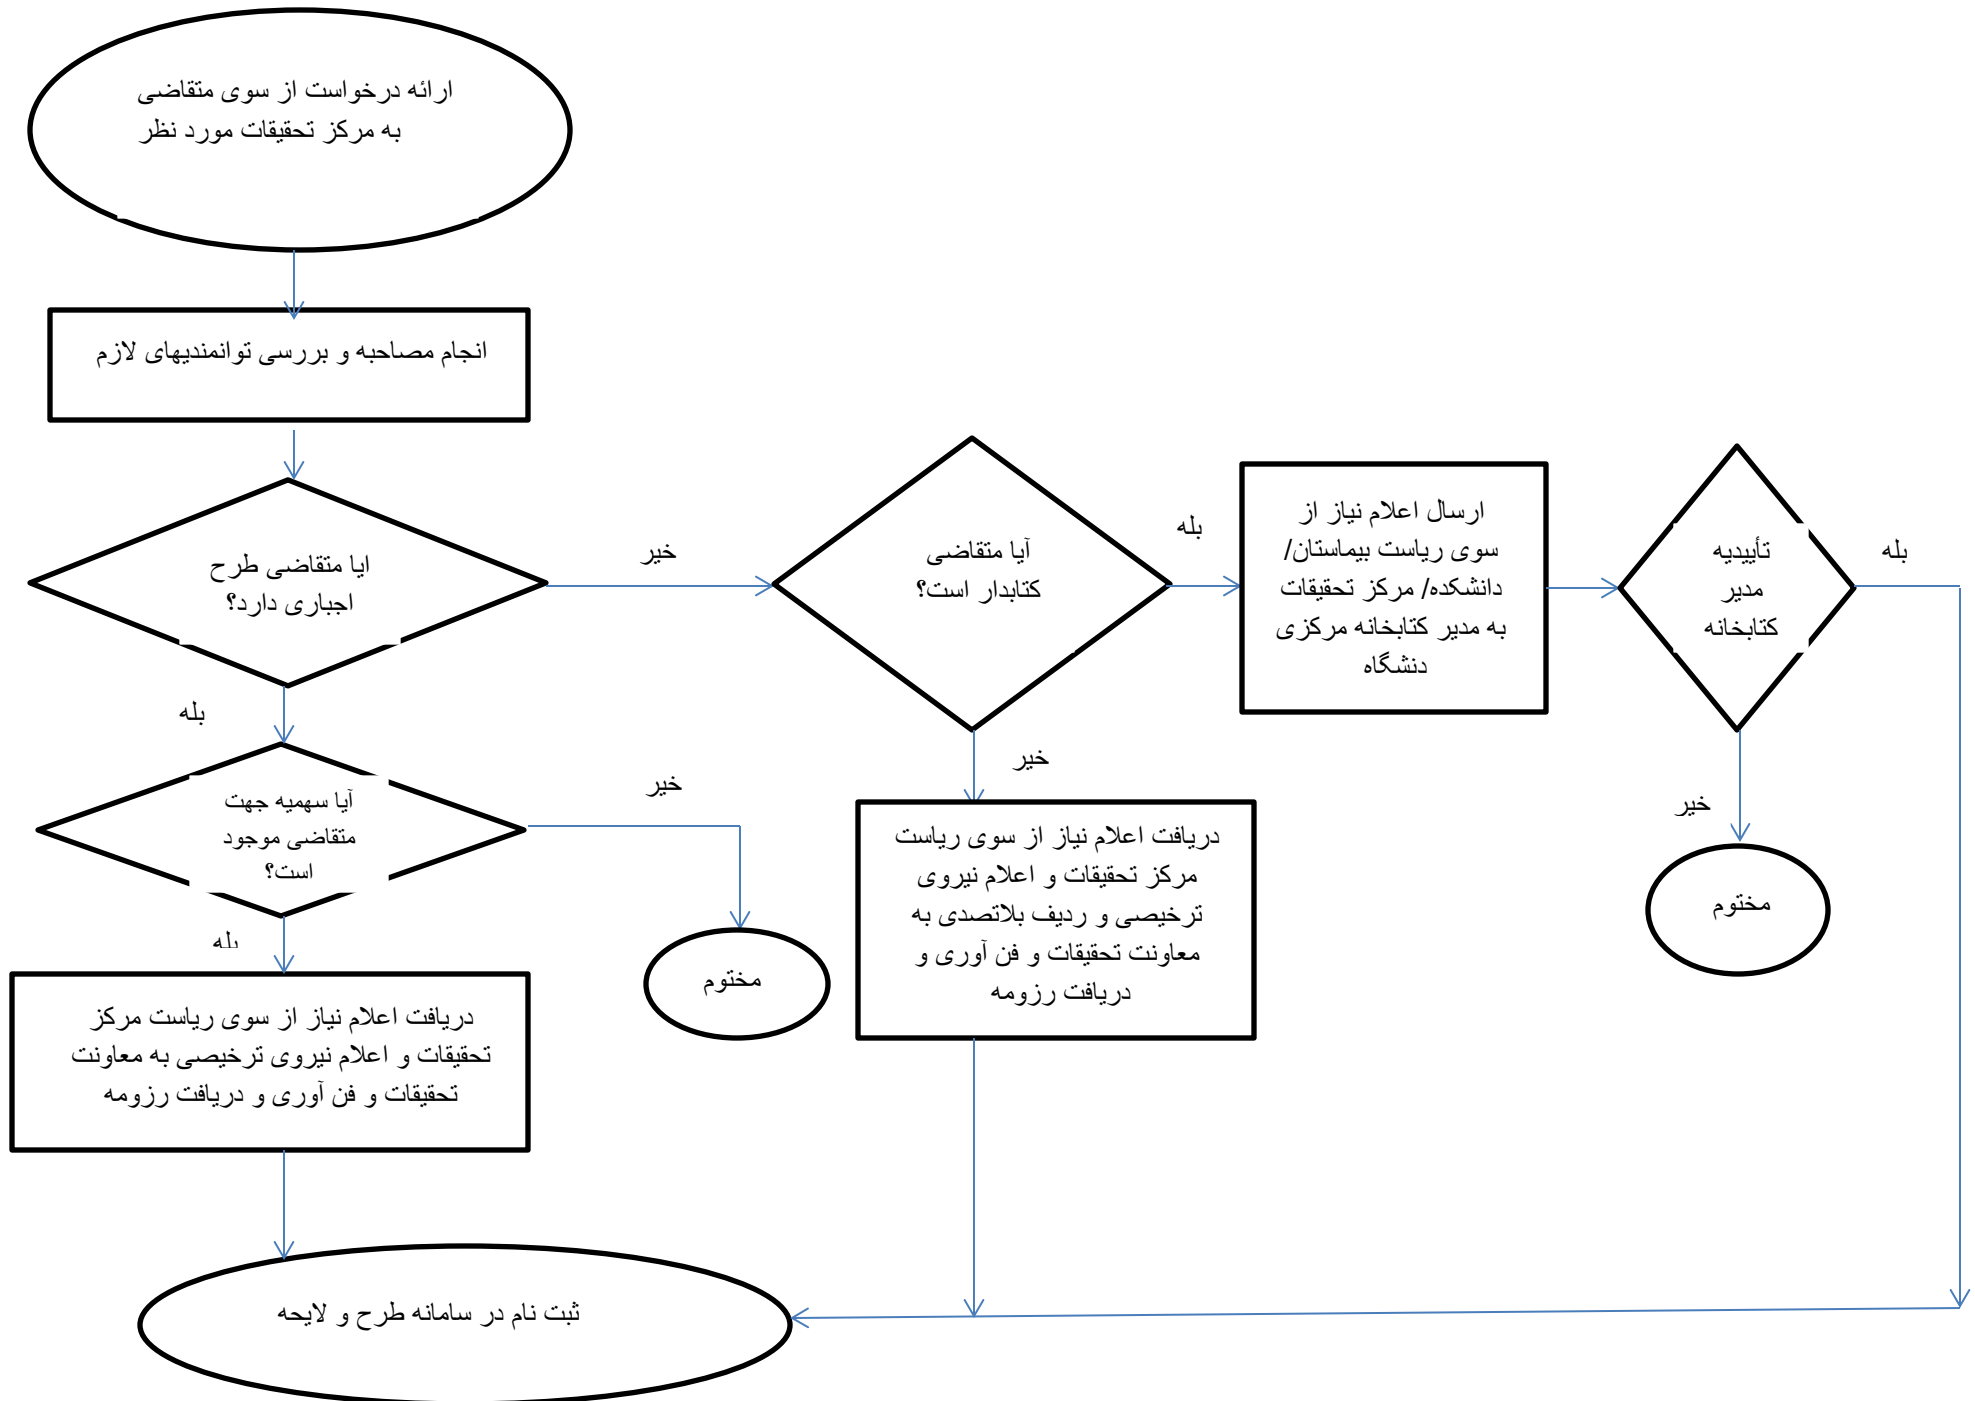 ارائه درخواست از سوی متقاضی
به مرکز تحقیقات مورد نظر
انجام مصاحبه و بررسی توانمندیهای لازم
ایا متقاضی طرح
اجباری دارد؟
خیر
آیا متقاضی
کتابدار است؟
بله
ارسال اعلام نیاز از
سوی ریاست بیماستان/
دانشکده/ مرکز تحقیقات
به مدیر کتابخانه مرکزی
دنشگاه
تأییدیه
مدیر
کتابخانه
بله
بله
آیا سهمیه جهت
متقاضی موجود
است؟
خیر
مختوم
خیر
دریافت اعلام نیاز از سوی ریاست
مرکز تحقیقات و اعلام نیروی
ترخیصی و ردیف بلاتصدی به
معاونت تحقیقات و فن آوری و
دریافت رزومه
خیر
مختوم
بله
دریافت اعلام نیاز از سوی ریاست مرکز
تحقیقات و اعلام نیروی ترخیصی به معاونت
تحقیقات و فن آوری و دریافت رزومه
ثبت نام در سامانه طرح و لایحه